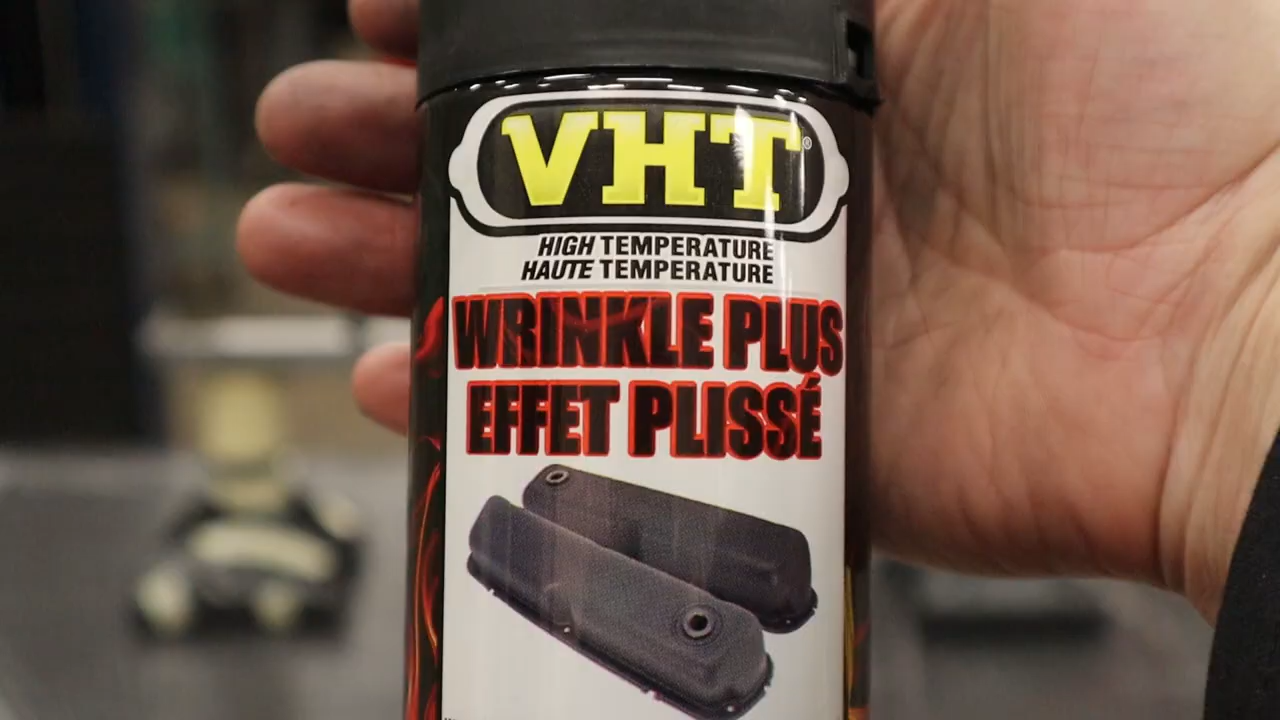 VHT®
HIGH TEMPERATURE
HAUTE TEMPERATURE
WRINKLE PLUS
EFFET PLISSÉ